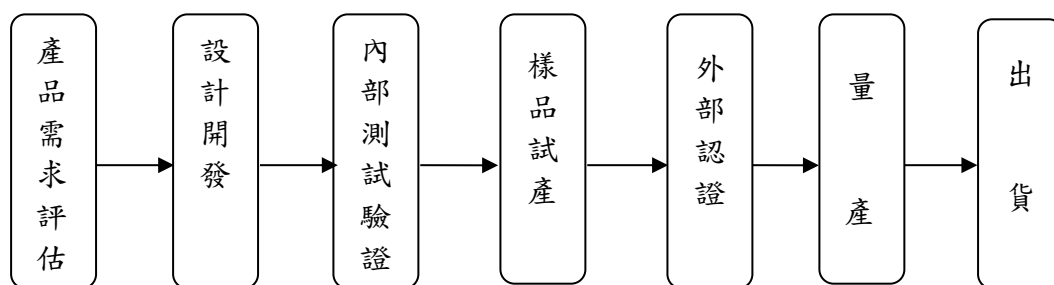 產品需求評估
設計開發
內部測試驗證
樣品試產
外部認證
量產
出貨